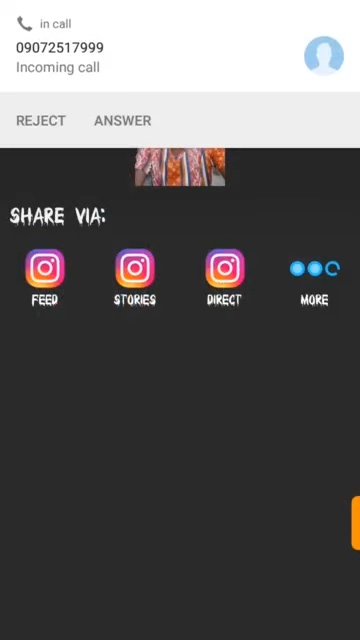 in call
09072517999
Incoming call
REJECT ANSWER
SHARE VIA:
FEED STORIES DIRECT MORE